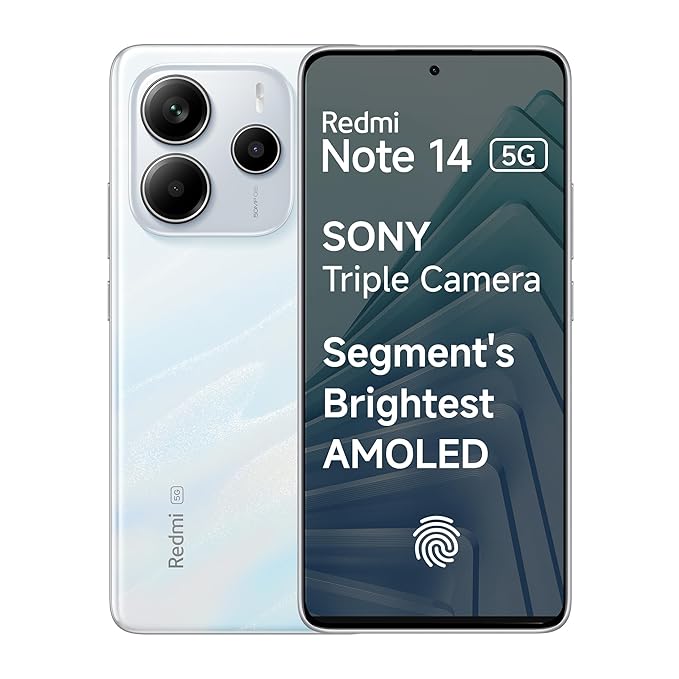 Redmi
Note 14 5G
SONY
Triple Camera
Segment's
Brightest
AMOLED
Redmi 5G